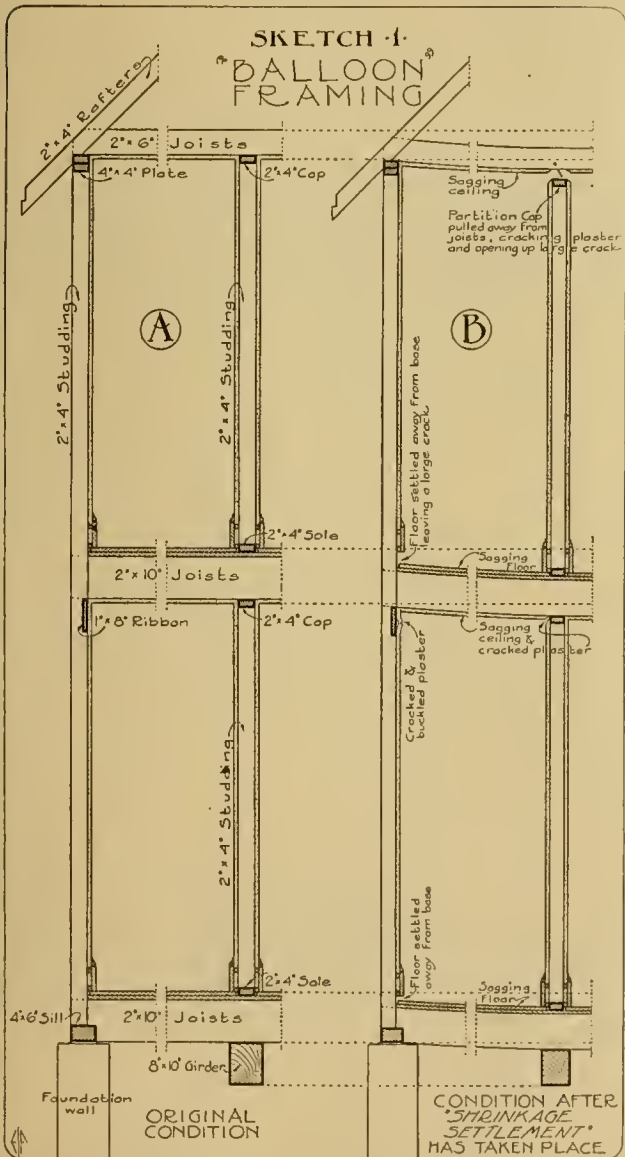 SKETCH ·1·
"BALLOON"
FRAMING
2"x4" Rafters
2"x6" Joists
4"x4" Plate
2"x4" Cap
Sagging
ceiling
Partition Cap
pulled away from
joists, cracking plaster
and opening up large crack
2"x4" Studding
A
2"x4" Studding
B
Floor settled away from base
leaving a large crack
2"x4" Sole
2"x10" Joists
Sagging
Floor
1"x8" Ribbon
2"x4" Cap
Sagging
ceiling &
cracked plaster
Cracked &
buckled plaster
2"x4" Studding
Floor settled
away from base
2"x4" Sole
Sagging
Floor
4"x6" Sill
2"x10" Joists
8"x10" Girder
Foundation
wall
ORIGINAL
CONDITION
CONDITION AFTER
"SHRINKAGE
SETTLEMENT"
HAS TAKEN PLACE